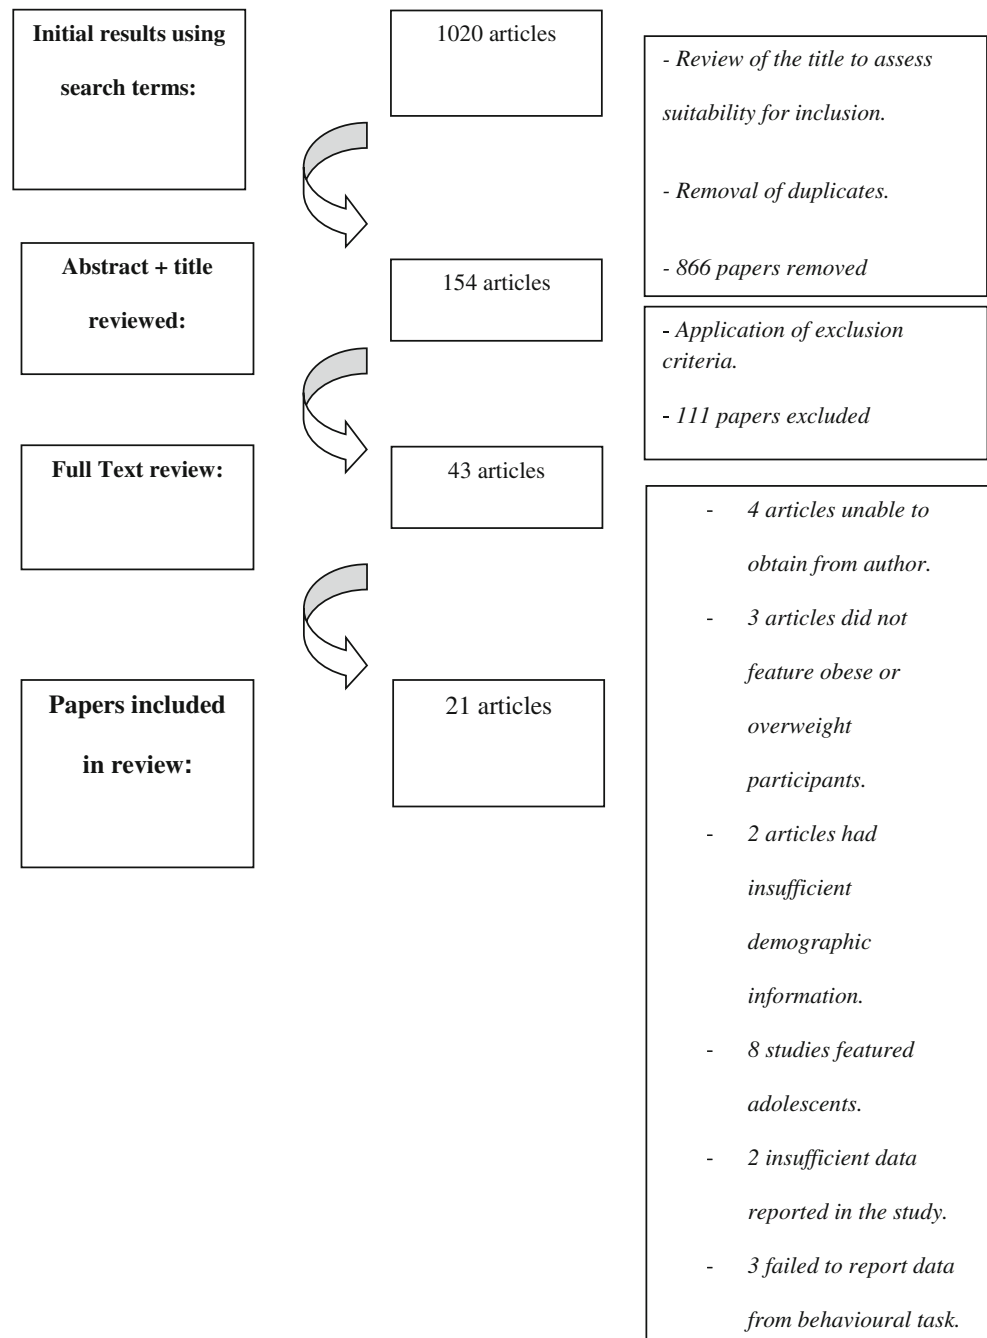 Initial results using
search terms:
1020 articles
- Review of the title to assess
suitability for inclusion.
- Removal of duplicates.
- 866 papers removed
Abstract + title
reviewed:
154 articles
- Application of exclusion
criteria.
- 111 papers excluded
Full Text review:
43 articles
- 4 articles unable to
obtain from author.
- 3 articles did not
feature obese or
overweight
participants.
- 2 articles had
insufficient
demographic
information.
- 8 studies featured
adolescents.
- 2 insufficient data
reported in the study.
- 3 failed to report data
from behavioural task.
Papers included
in review:
21 articles